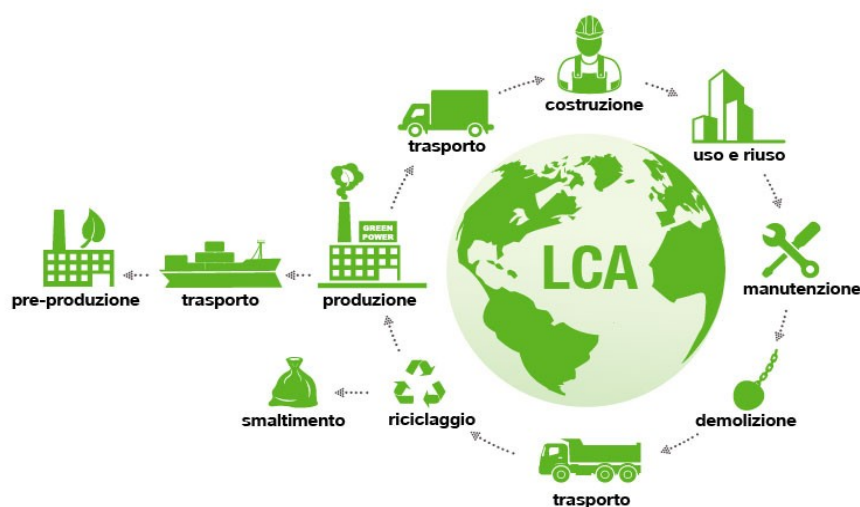 costruzione
trasporto
uso e riuso
GREEN
POWER
LCA
pre-produzione
trasporto
produzione
manutenzione
smaltimento
riciclaggio
demolizione
trasporto